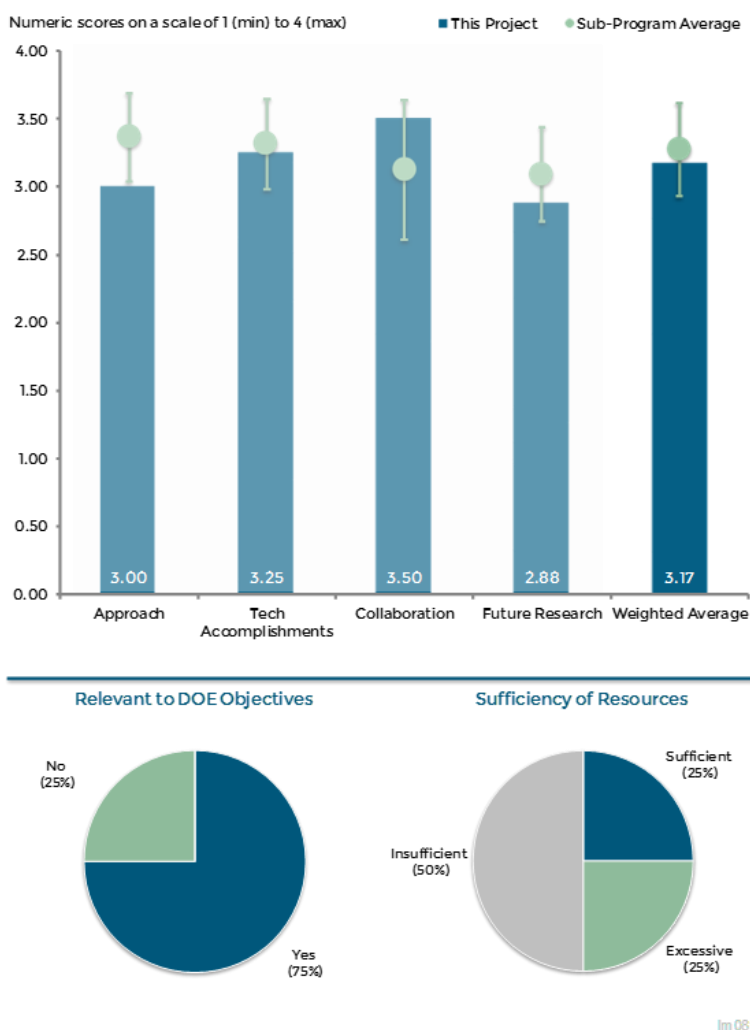 Numeric scores on a scale of 1 (min) to 4 (max)
This Project
Sub-Program Average
4.00
3.50
3.00
2.50
2.00
1.50
1.00
0.50
0.00
3.00
3.25
3.50
2.88
3.17
Approach
Tech
Accomplishments
Collaboration
Future Research
Weighted Average
Relevant to DOE Objectives
No
(25%)
Yes
(75%)
Sufficiency of Resources
Sufficient
(25%)
Insufficient
(50%)
Excessive
(25%)